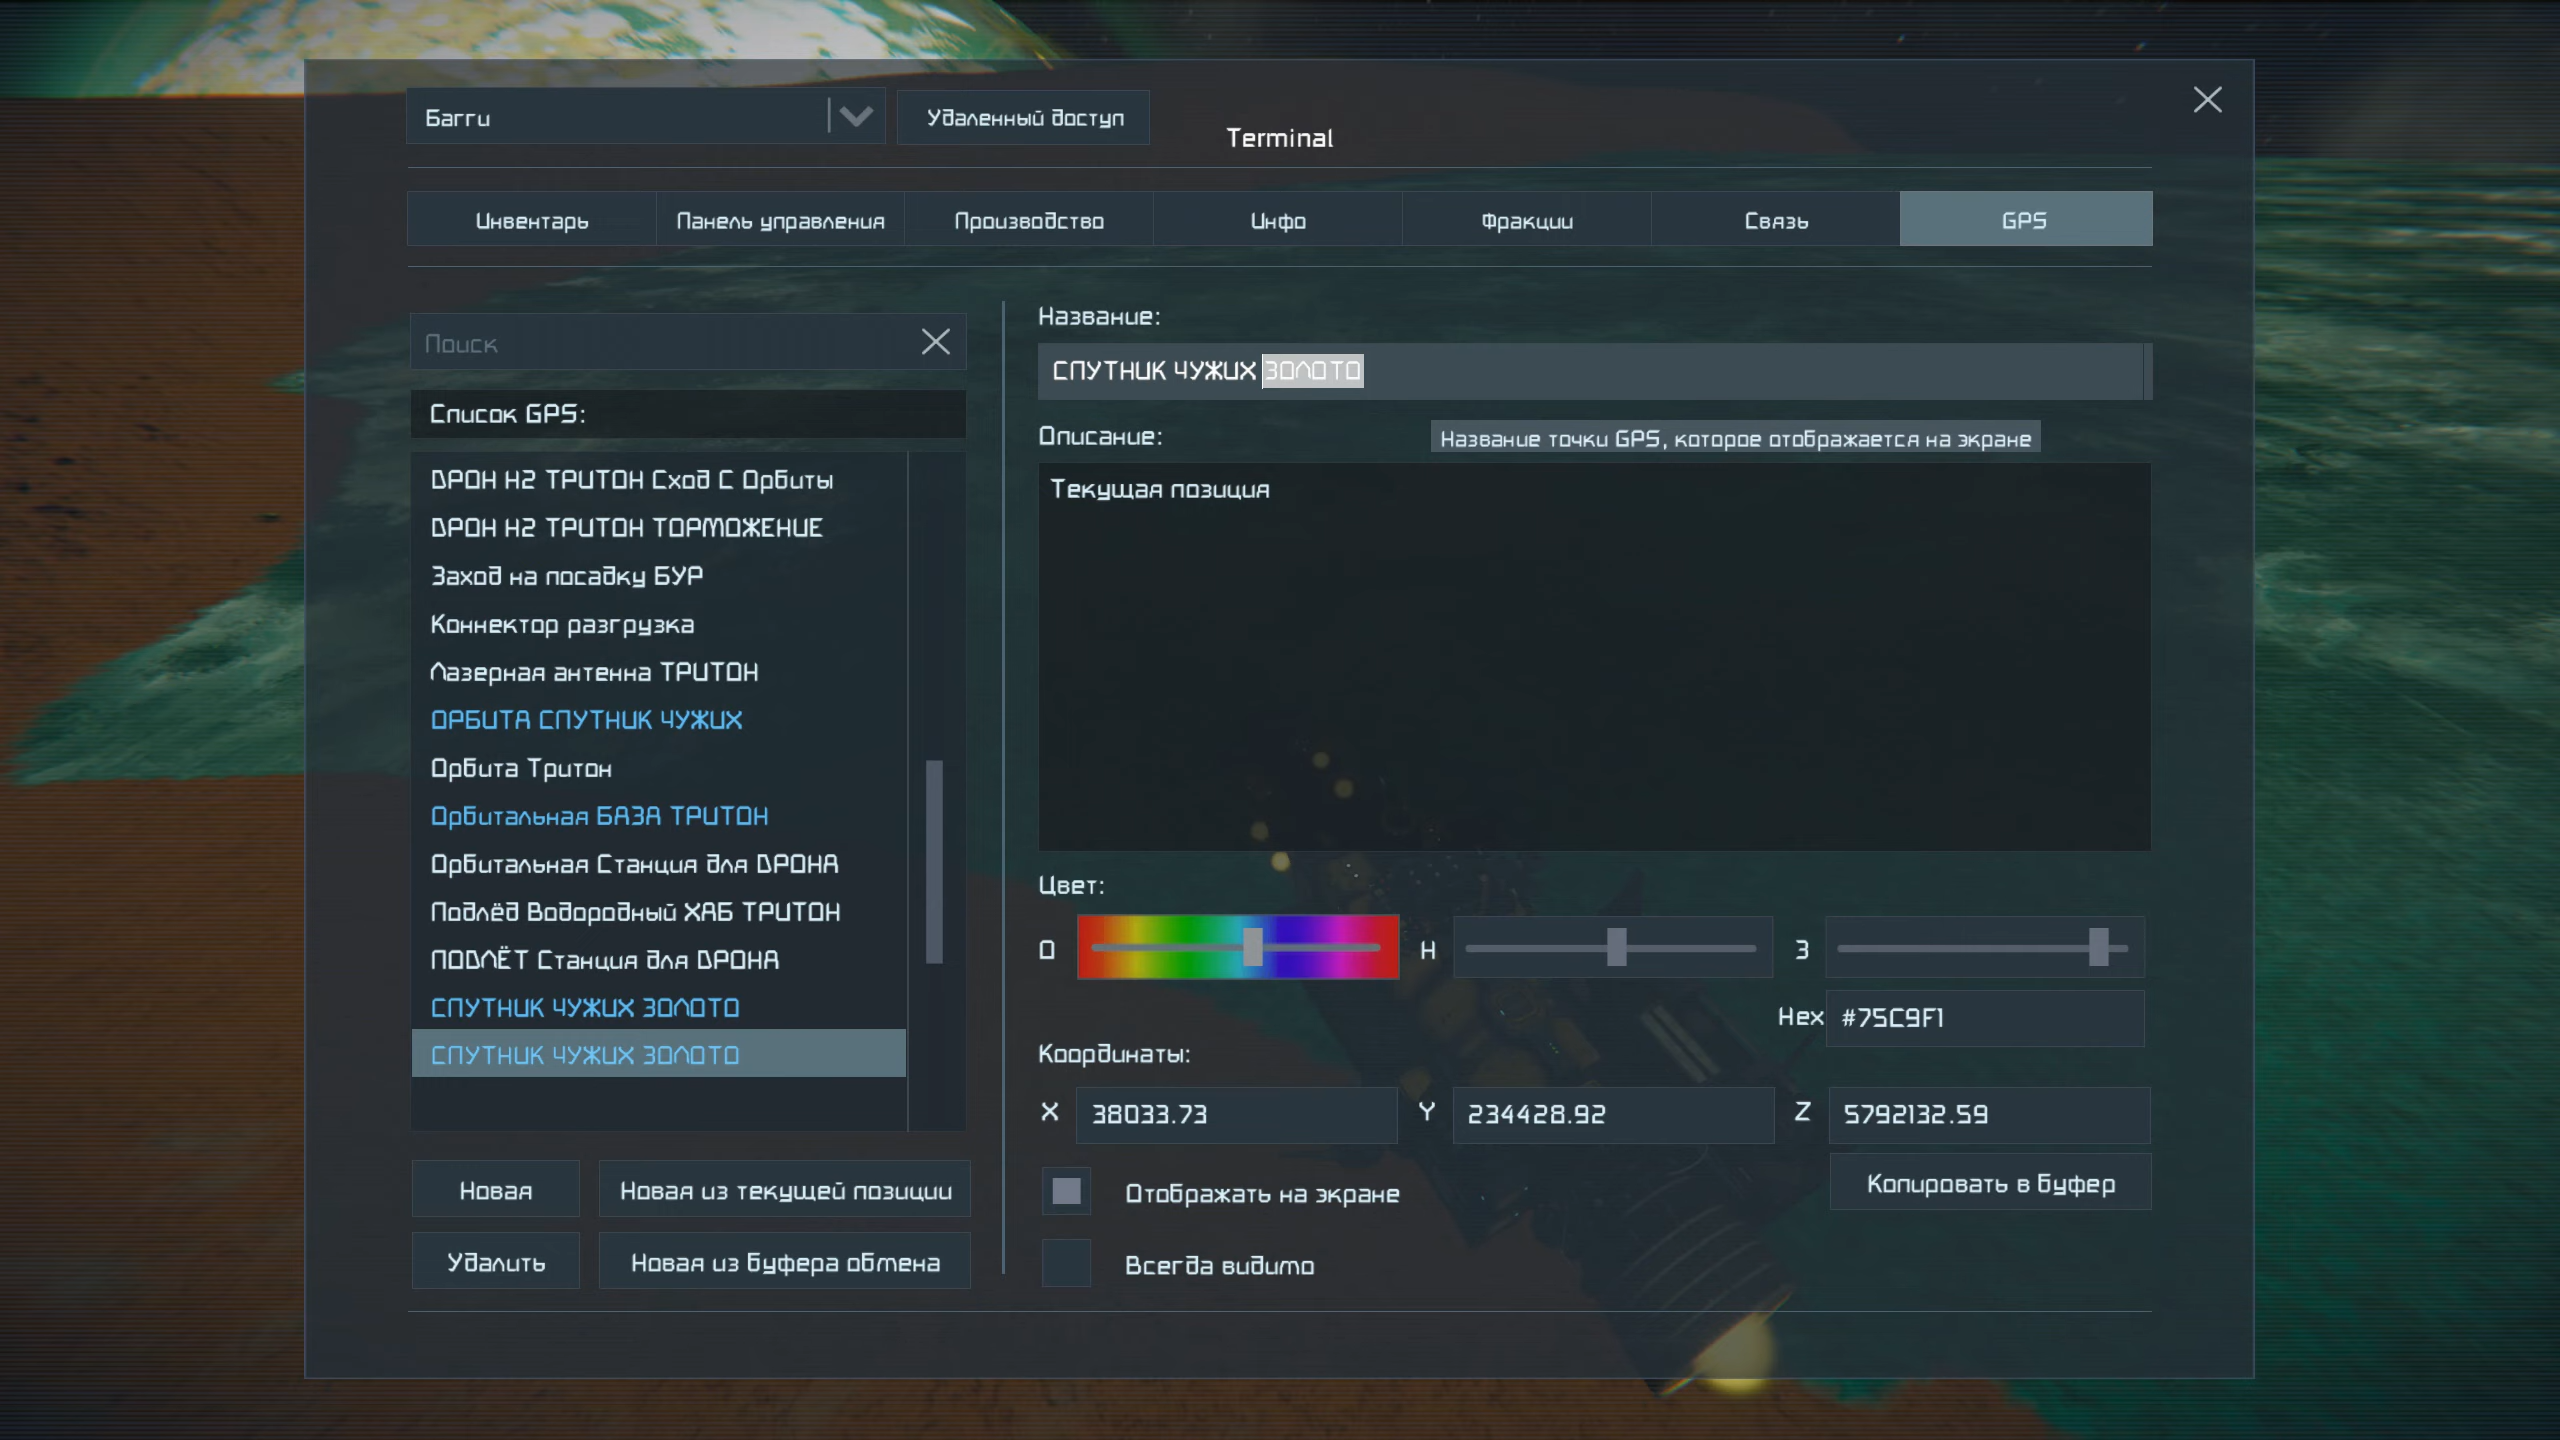 Багги
Удаленный доступ
Terminal
Инвентарь
Панель управления
Производство
Инфо
Фракции
Связь
GPS
Поиск
Список GPS:
ДРОН Н2 ТРИТОН Сход С Орбиты
ДРОН Н2 ТРИТОН ТОРМОЖЕНИЕ
Заход на посадку БУР
Коннектор разгрузка
Лазерная антенна ТРИТОН
ОРБИТА СПУТНИК ЧУЖИХ
Орбита Тритон
Орбитальная БАЗА ТРИТОН
Орбитальная Станция для ДРОНА
Подлёд Водородный ХАБ ТРИТОН
ПОДЛЁТ Станция для ДРОНА
СПУТНИК ЧУЖИХ ЗОЛОТО
СПУТНИК ЧУЖИХ ЗОЛОТО
Новая
Новая из текущей позиции
Удалить
Новая из буфера обмена
Название:
СПУТНИК ЧУЖИХ ЗОЛОТО
Описание:
Название точки GPS, которое отображается на экране
Текущая позиция
Цвет:
О
Н
З
Hex
#75C9F1
Координаты:
X
38033.73
Y
234428.92
Z
5792132.59
Отображать на экране
Копировать в буфер
Всегда видимо